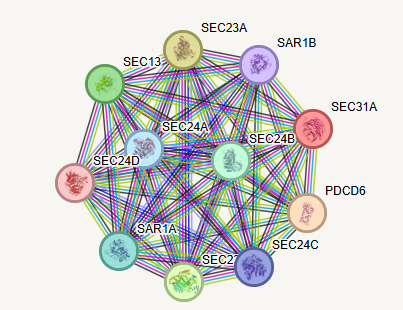 SEC23A
SAR1B
SEC13
SEC31A
SEC24A
SEC24B
SEC24D
PDCD6
SAR1A
SEC24C